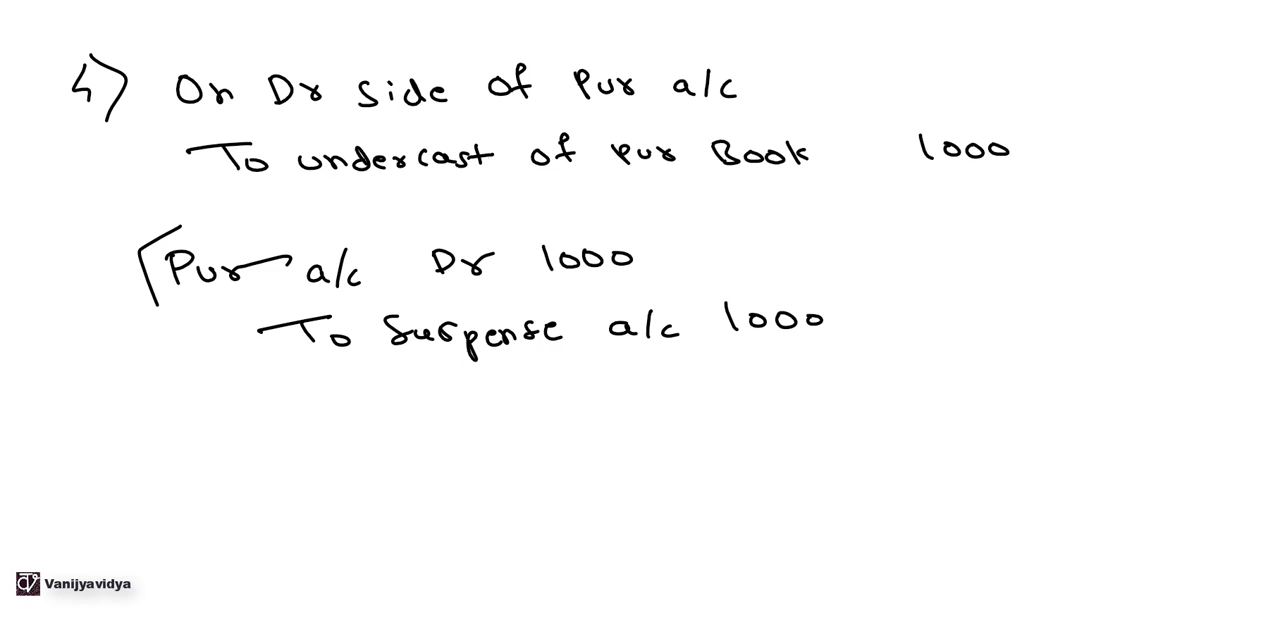 4) On Dr side of Pur a/c
To undercast of Pur Book 1000
Pur a/c Dr 1000
To Suspense a/c 1000
Vanijyavidya